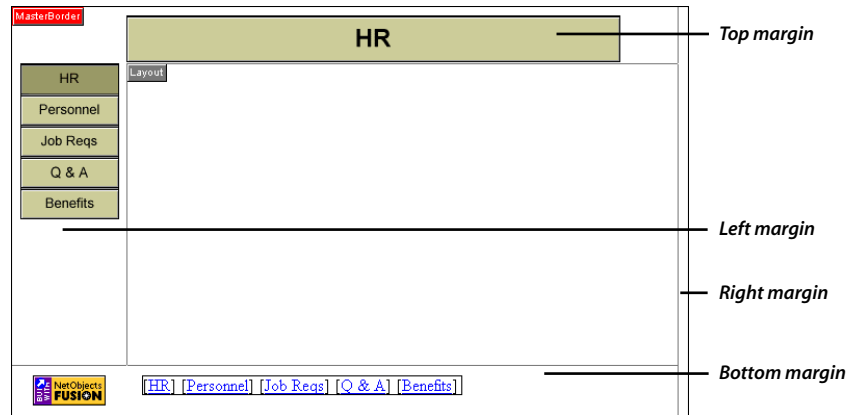 MasterBorder
HR
Top margin
Layout
HR
Personnel
Job Reqs
Q & A
Benefits
Left margin
Right margin
Bottom margin
BUILT WITH
NetObjects
FUSION
[HR] [Personnel] [Job Reqs] [Q & A] [Benefits]